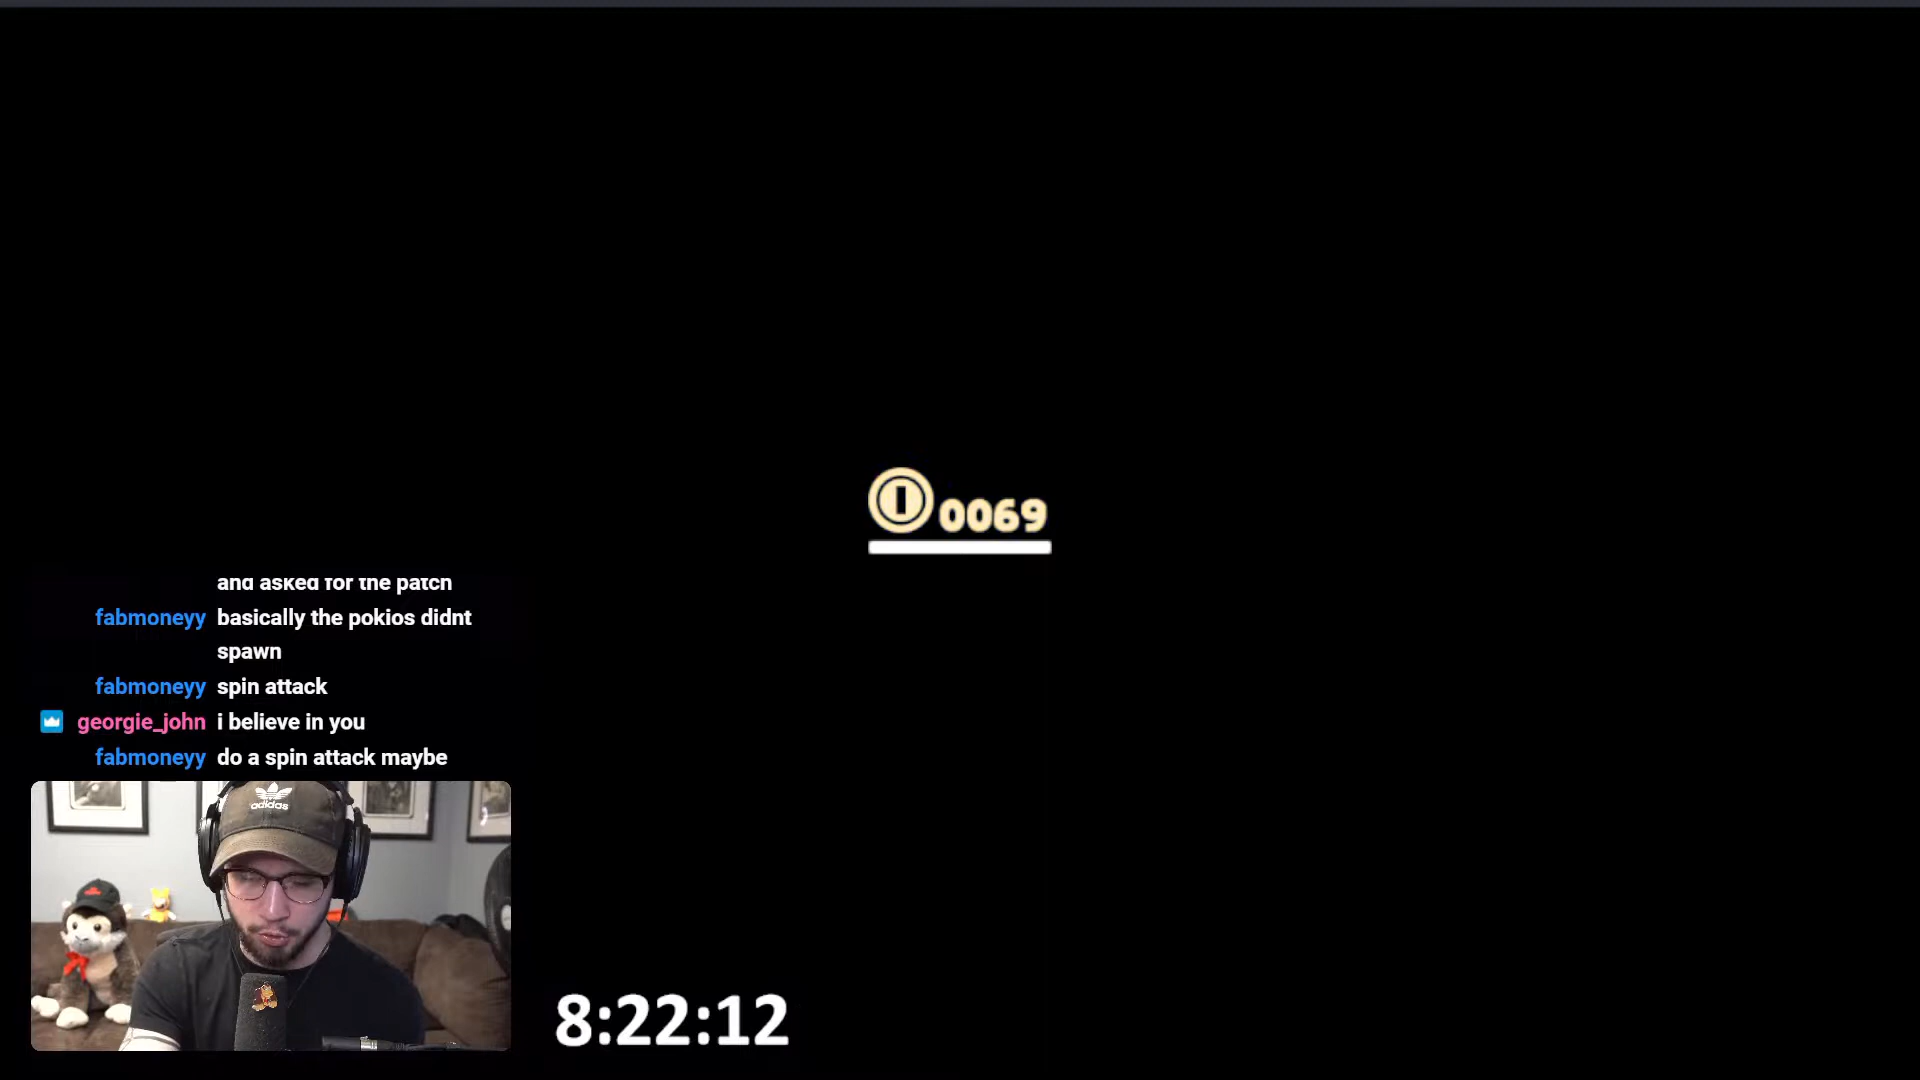 0069
and asked for the patch
fabmoneyy basically the pokios didnt
spawn
fabmoneyy spin attack
georgie_john i believe in you
fabmoneyy do a spin attack maybe
adidas
8:22:12